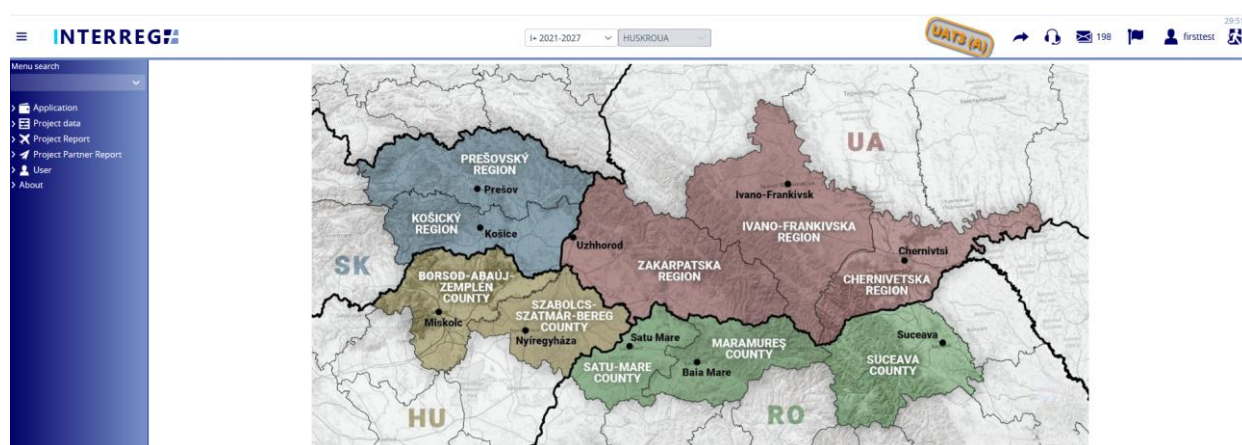 29:5
INTERREG
I+ 2021-2027
HUSKROUA
UAT3 (A)
198
firsttest
Menu search
Application
Project data
Project Report
Project Partner Report
User
About
UA
PREŠOVSKÝ
REGION
Prešov
Ivano-Frankivsk
KOŠICKÝ
REGION
Košice
IVANO-FRANKIVSKA
REGION
Uzhhorod
Chernivtsi
SK
ZAKARPATSKA
REGION
CHERNIVETSKA
REGION
BORSOD-ABAÚJ-
ZEMPLÉN
COUNTY
SZABOLCS-
SZATMÁR-BEREG
COUNTY
Miskolc
Nyíregyháza
Satu Mare
MARAMUREȘ
COUNTY
Suceava
SATU-MARE
COUNTY
Baia Mare
SUCEAVA
COUNTY
HU
RO